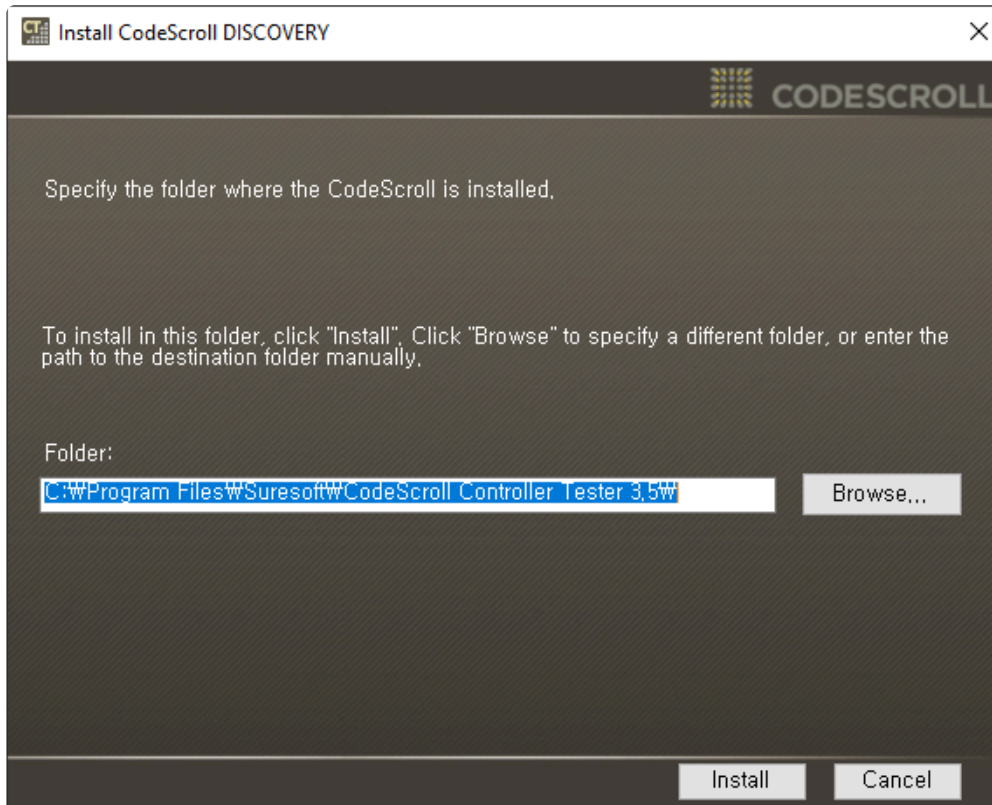 CT
Install CodeScroll DISCOVERY
CODESCROLL
Specify the folder where the CodeScroll is installed.
To install in this folder, click "Install". Click "Browse" to specify a different folder, or enter the
path to the destination folder manually.
Folder:
C:₩Program Files₩Suresoft₩CodeScroll Controller Tester 3.5₩
Browse...
Install
Cancel